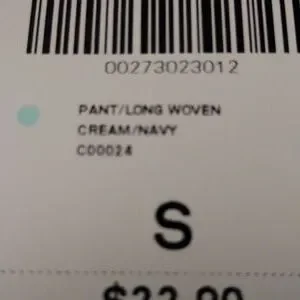 00273023012
PANT/LONG WOVEN
CREAM/NAVY
C00024
S